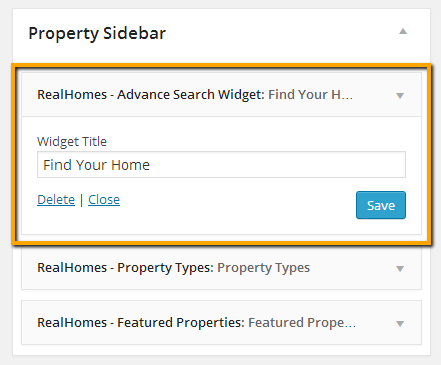 Property Sidebar
RealHomes - Advance Search Widget: Find Your H…
Widget Title
Find Your Home
Delete | Close
Save
RealHomes - Property Types: Property Types
RealHomes - Featured Properties: Featured Prope…